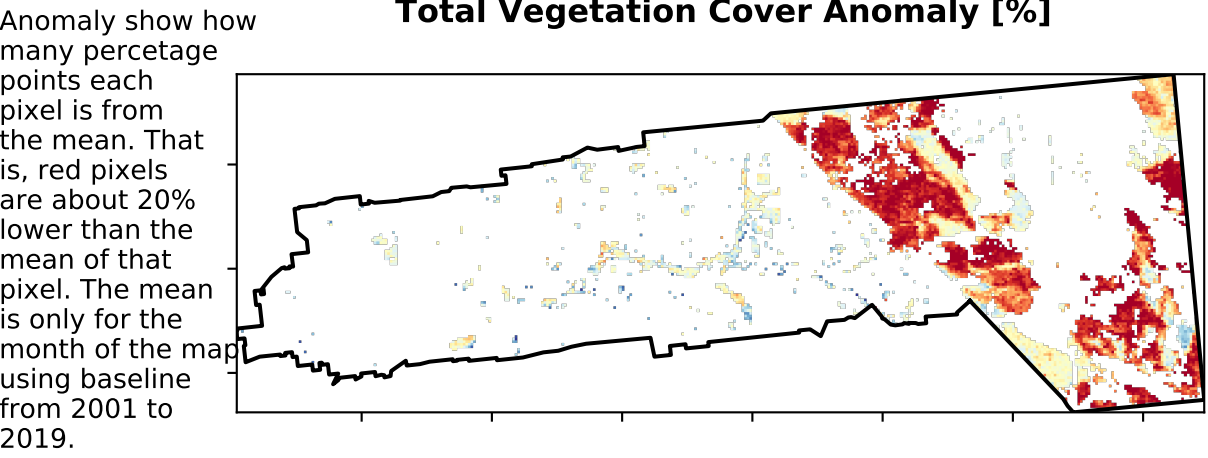 Total Vegetation Cover Anomaly [%]
Anomaly show how
many percetage
points each
pixel is from
the mean. That
is, red pixels
are about 20%
lower than the
mean of that
pixel. The mean
is only for the
month of the map
using baseline
from 2001 to
2019.